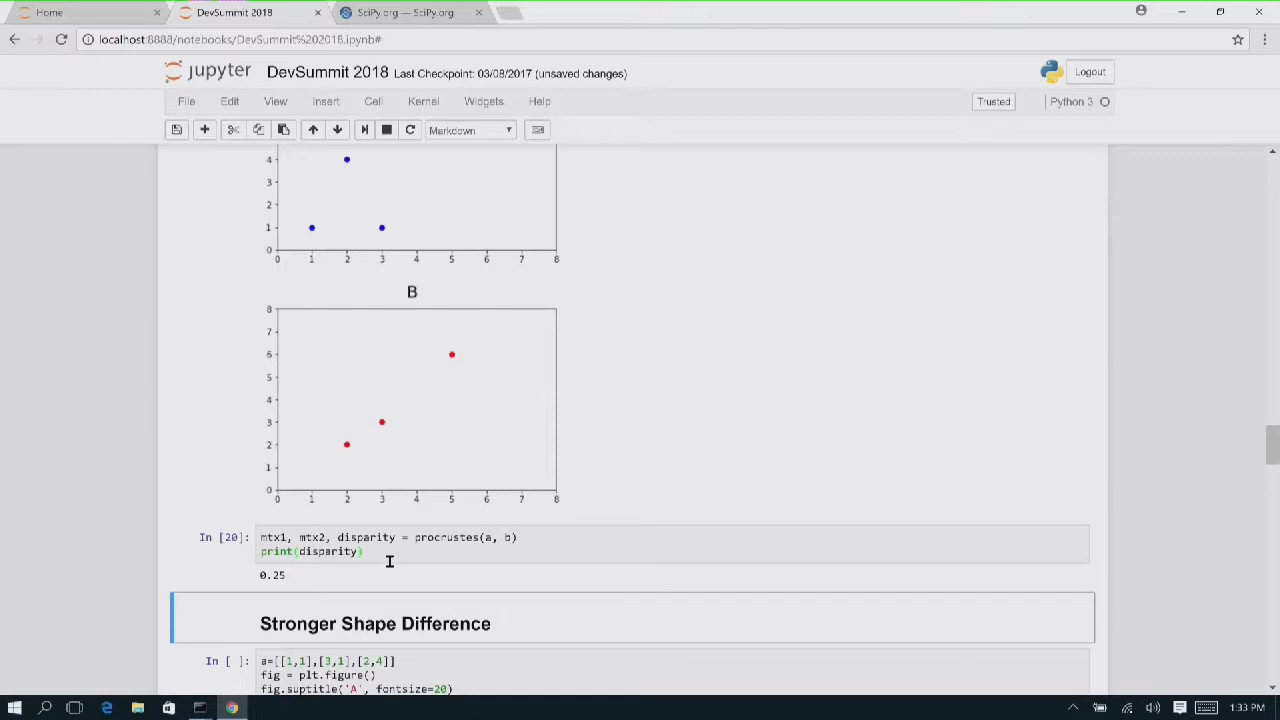 Home
DevSummit 2018
SciPy.org — SciPy.org
localhost:8888/notebooks/DevSummit%202018.ipynb#
jupyter DevSummit 2018 Last Checkpoint: 03/08/2017 (unsaved changes)
Logout
File Edit View Insert Cell Kernel Widgets Help
Trusted
Python 3
Markdown
4
3
2
1
0
0 1 2 3 4 5 6 7 8
B
8
7
6
5
4
3
2
1
0
0 1 2 3 4 5 6 7 8
In [20]: mtx1, mtx2, disparity = procrustes(a, b)
print(disparity)
0.25
Stronger Shape Difference
In [ ]: a=[[1,1],[3,1],[2,4]]
fig = plt.figure()
fig.suptitle('A', fontsize=20)
1:33 PM